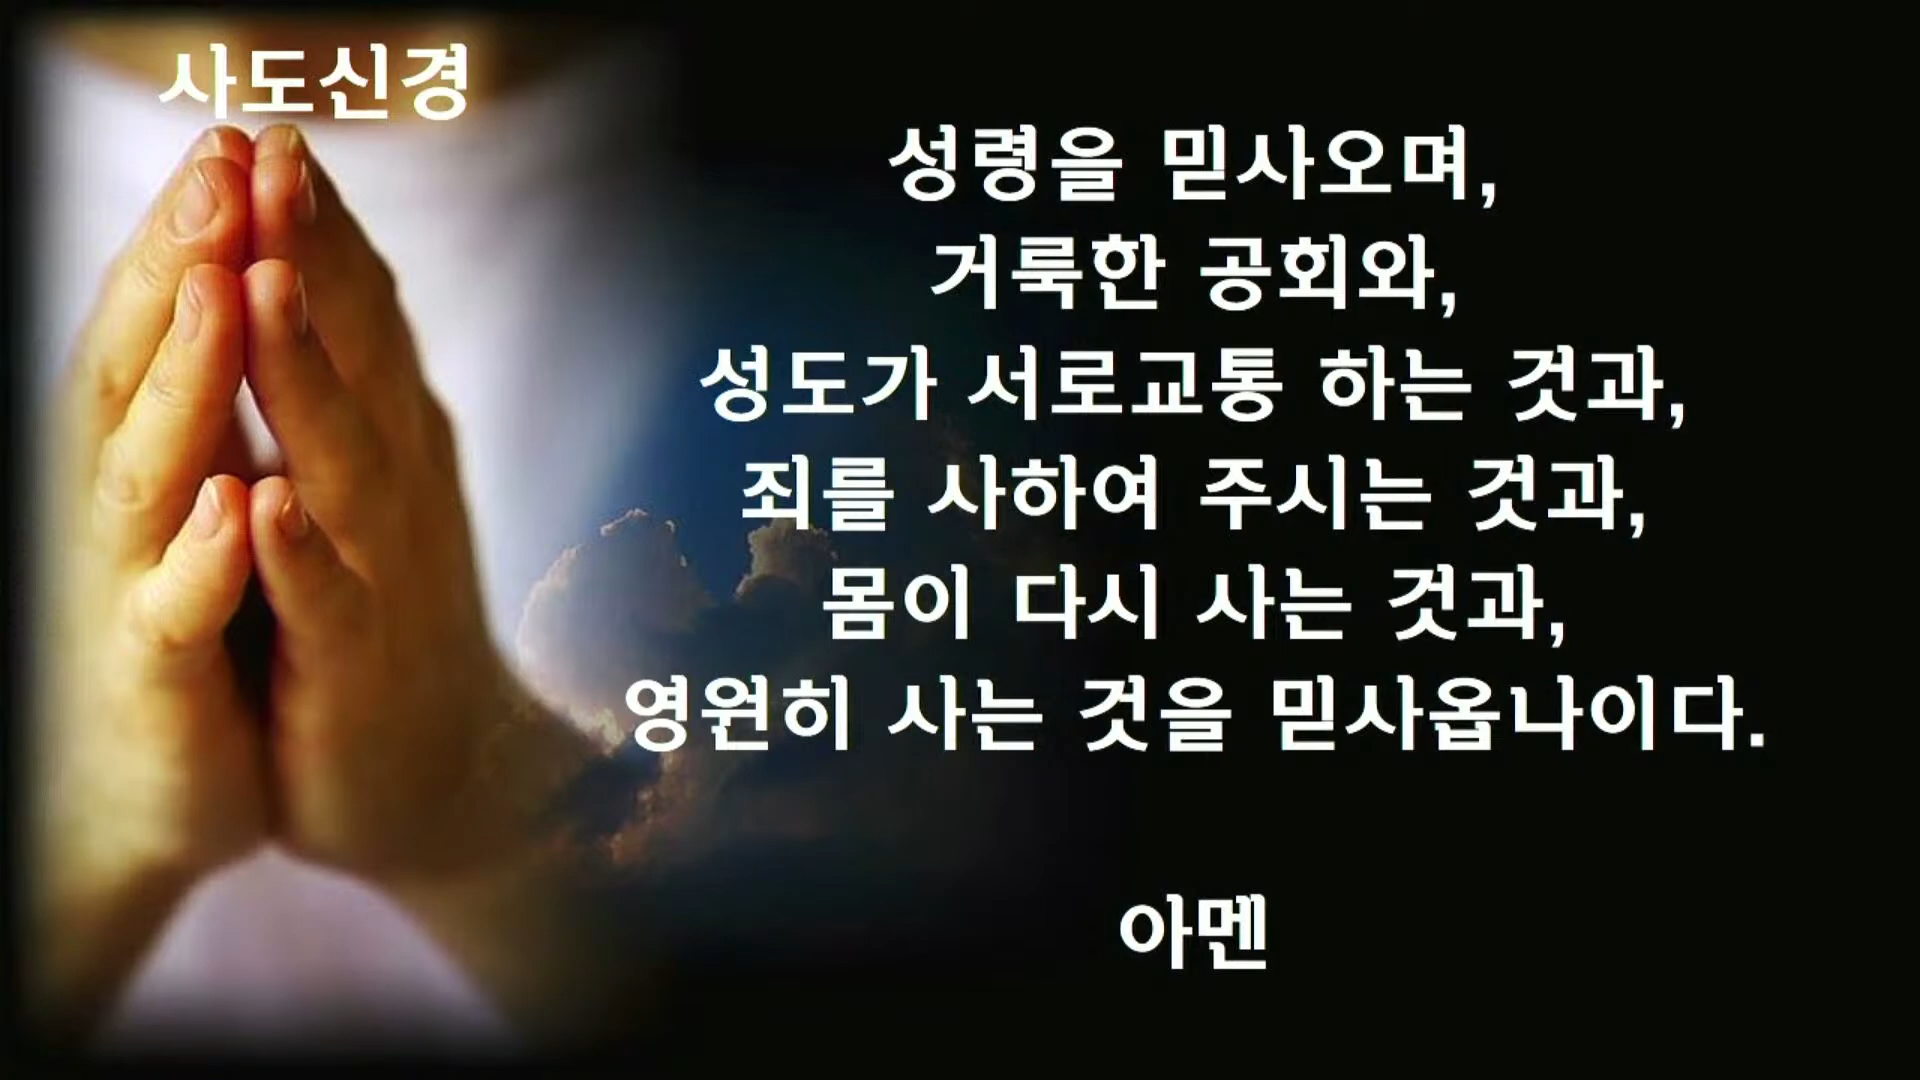 사도신경
성령을 믿사오며,
거룩한 공회와,
성도가 서로교통 하는 것과,
죄를 사하여 주시는 것과,
몸이 다시 사는 것과,
영원히 사는 것을 믿사옵나이다.
아멘